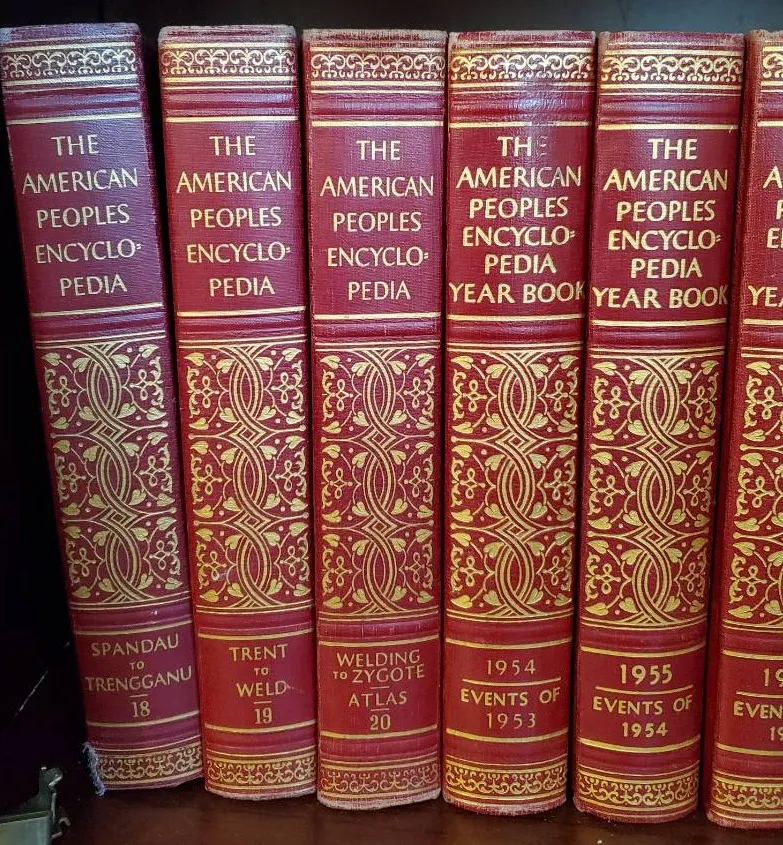 THE
AMERICAN
PEOPLES
ENCYCLO=
PEDIA
SPANDAU
TO
TRENGGANU
18
THE
AMERICAN
PEOPLES
ENCYCLO=
PEDIA
TRENT
TO
WELD
19
THE
AMERICAN
PEOPLES
ENCYCLO=
PEDIA
WELDING
TO ZYGOTE
ATLAS
20
THE
AMERICAN
PEOPLES
ENCYCLO=
PEDIA
YEAR BOOK
1954
EVENTS OF
1953
THE
AMERICAN
PEOPLES
ENCYCLO=
PEDIA
YEAR BOOK
1955
EVENTS OF
1954